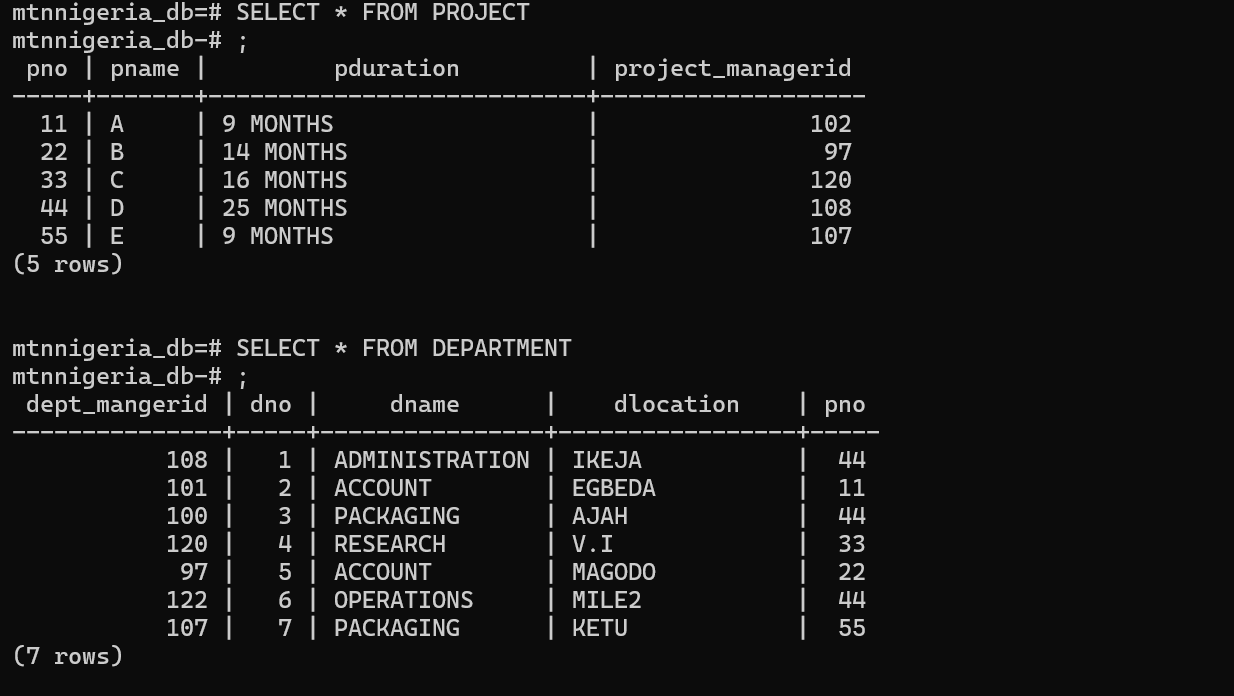 mtnnigeria_db=# SELECT * FROM PROJECT
mtnnigeria_db-# ;
 pno | pname |         pduration         | project_managerid
-----+-------+---------------------------+-------------------
  11 | A     | 9 MONTHS                  |               102
  22 | B     | 14 MONTHS                 |                97
  33 | C     | 16 MONTHS                 |               120
  44 | D     | 25 MONTHS                 |               108
  55 | E     | 9 MONTHS                  |               107
(5 rows)
mtnnigeria_db=# SELECT * FROM DEPARTMENT
mtnnigeria_db-# ;
 dept_mangerid | dno |     dname      |    dlocation    | pno
---------------+-----+----------------+-----------------+-----
           108 |   1 | ADMINISTRATION | IKEJA           |  44
           101 |   2 | ACCOUNT        | EGBEDA          |  11
           100 |   3 | PACKAGING      | AJAH            |  44
           120 |   4 | RESEARCH       | V.I             |  33
            97 |   5 | ACCOUNT        | MAGODO          |  22
           122 |   6 | OPERATIONS     | MILE2           |  44
           107 |   7 | PACKAGING      | KETU            |  55
(7 rows)